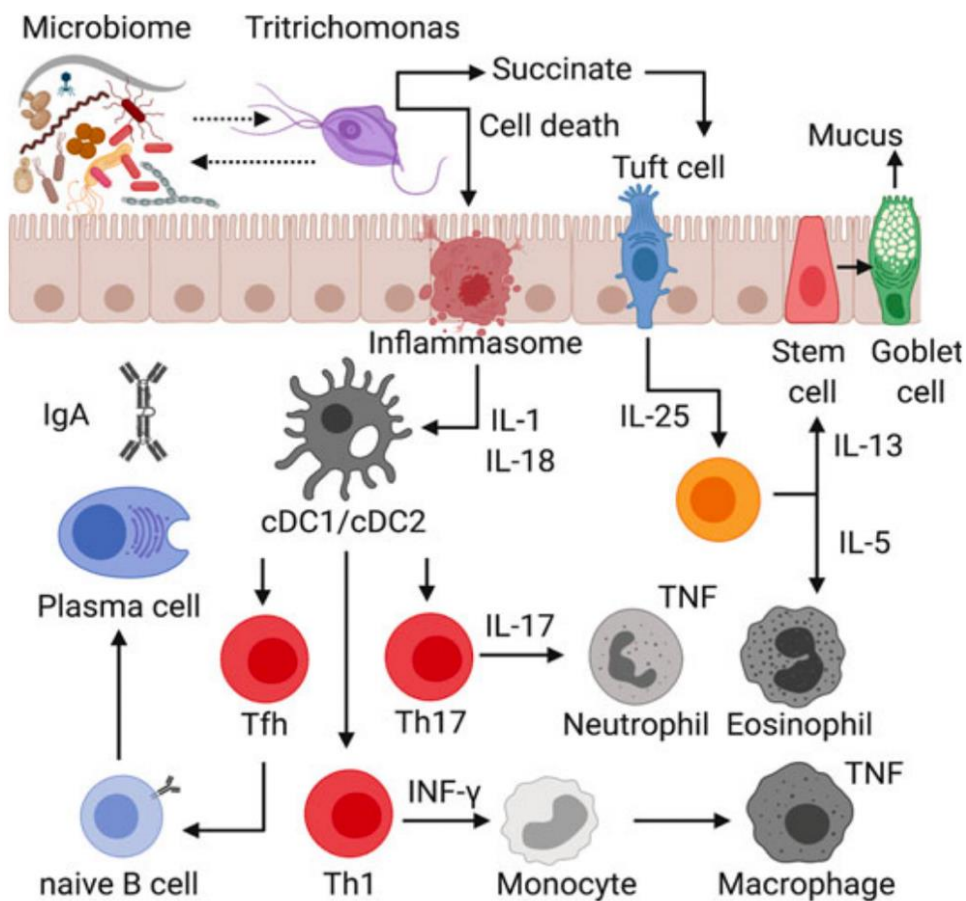 Microbiome
Tritrichomonas
Succinate
Cell death
Tuft cell
Mucus
Inflammasome
Stem
cell
Goblet
cell
IgA
IL-1
IL-18
IL-25
IL-13
cDC1/cDC2
IL-5
Plasma cell
TNF
IL-17
Tfh
Th17
Neutrophil
Eosinophil
INF-γ
TNF
naive B cell
Th1
Monocyte
Macrophage